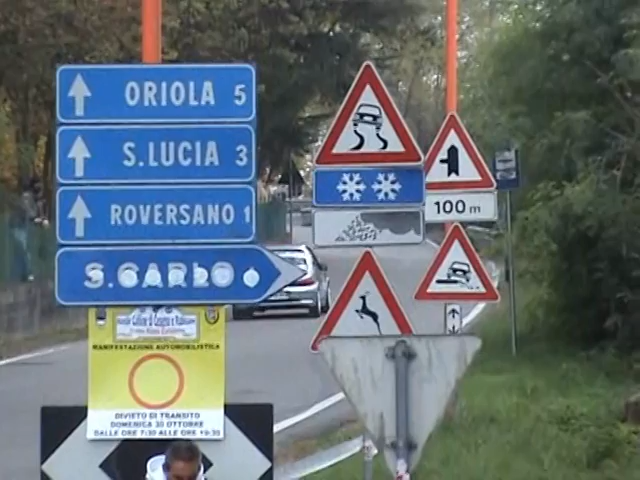 ORIOLA 5
S.LUCIA 3
ROVERSANO 1
S.CARLO
100 m
MANIFESTAZIONE AUTOMOBILISTICA
DIVIETO DI TRANSITO
DOMENICA 30 OTTOBRE
DALLE ORE 7:30 ALLE ORE 19:30